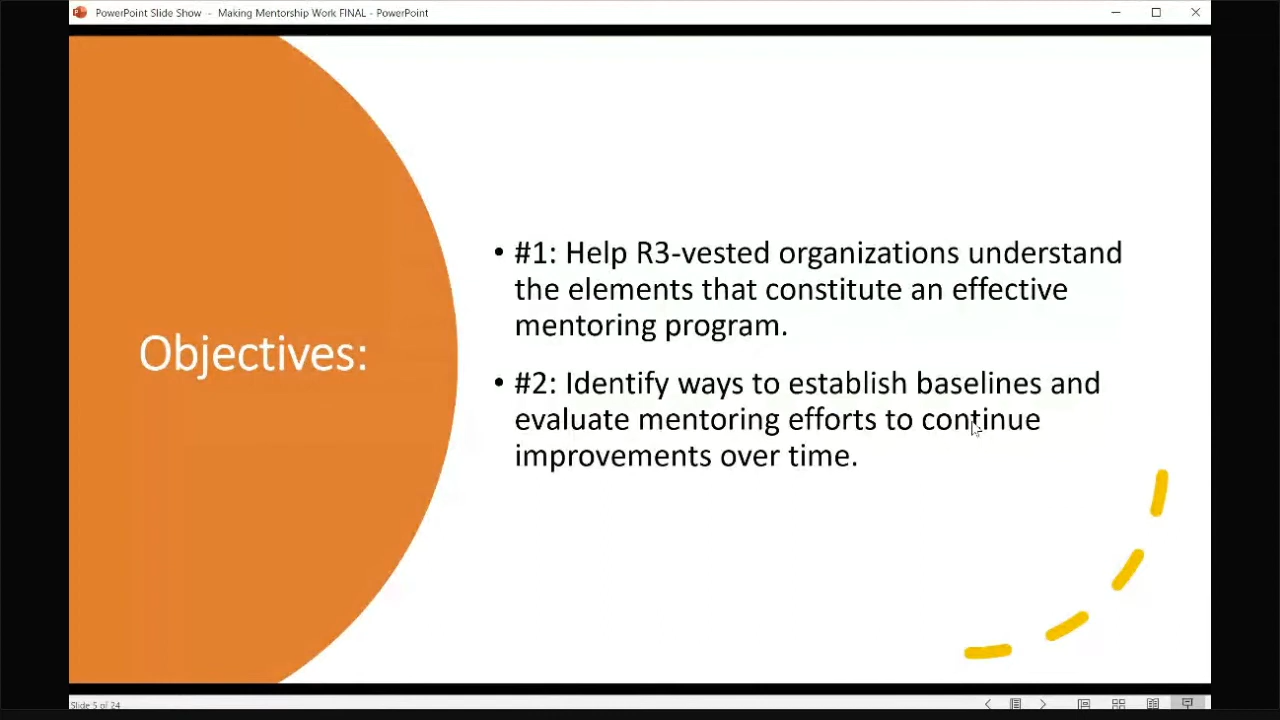 PowerPoint Slide Show - Making Mentorship Work FINAL - PowerPoint
Objectives:
• #1: Help R3-vested organizations understand
the elements that constitute an effective
mentoring program.
• #2: Identify ways to establish baselines and
evaluate mentoring efforts to continue
improvements over time.
Slide 5 of 24